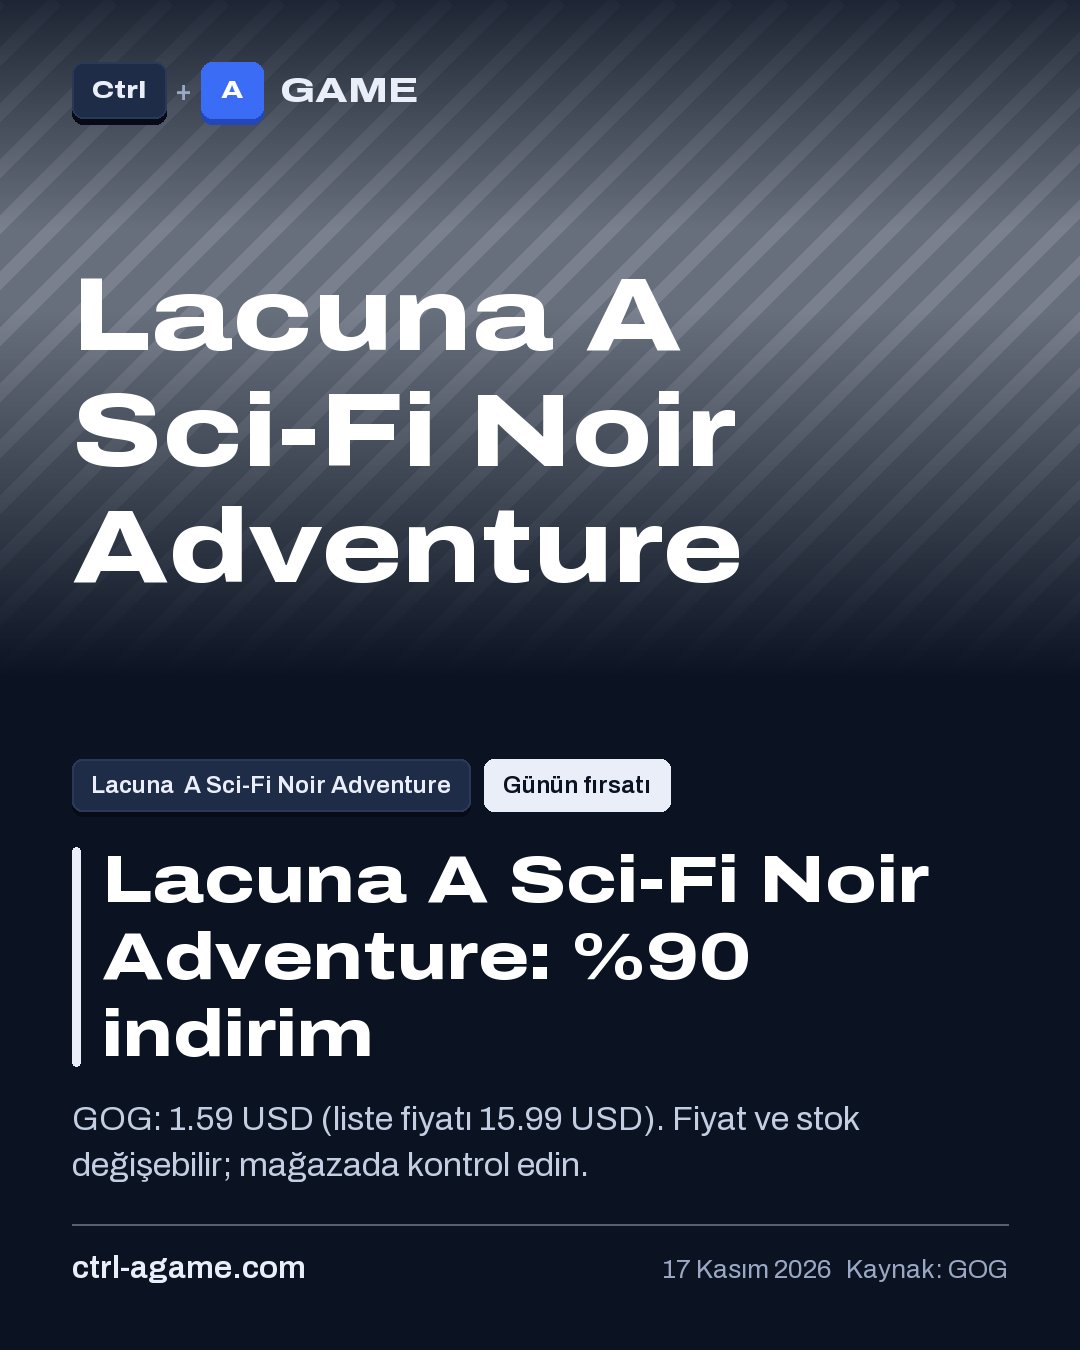 Ctrl + A GAME
Lacuna A
Sci-Fi Noir
Adventure
Lacuna  A Sci-Fi Noir Adventure
Günün fırsatı
Lacuna A Sci-Fi Noir
Adventure: %90
indirim
GOG: 1.59 USD (liste fiyatı 15.99 USD). Fiyat ve stok
değişebilir; mağazada kontrol edin.
ctrl-agame.com
17 Kasım 2026  Kaynak: GOG